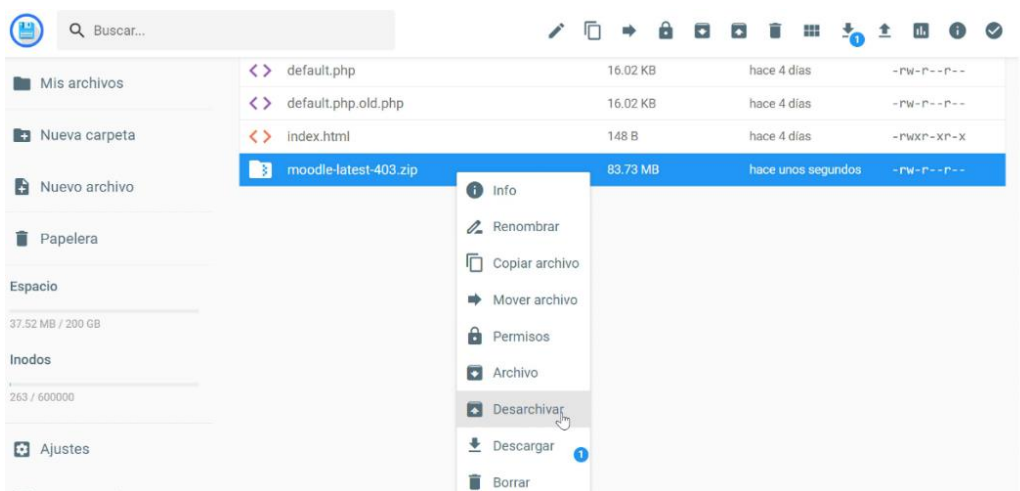 Buscar...
1
Mis archivos
Nueva carpeta
Nuevo archivo
Papelera
Espacio
37.52 MB / 200 GB
Inodos
263 / 600000
Ajustes
default.php 16.02 KB hace 4 días -rw-r--r--
default.php.old.php 16.02 KB hace 4 días -rw-r--r--
index.html 148 B hace 4 días -rwxr-xr-x
moodle-latest-403.zip 83.73 MB hace unos segundos -rw-r--r--
Info
Renombrar
Copiar archivo
Mover archivo
Permisos
Archivo
Desarchivar
Descargar 1
Borrar